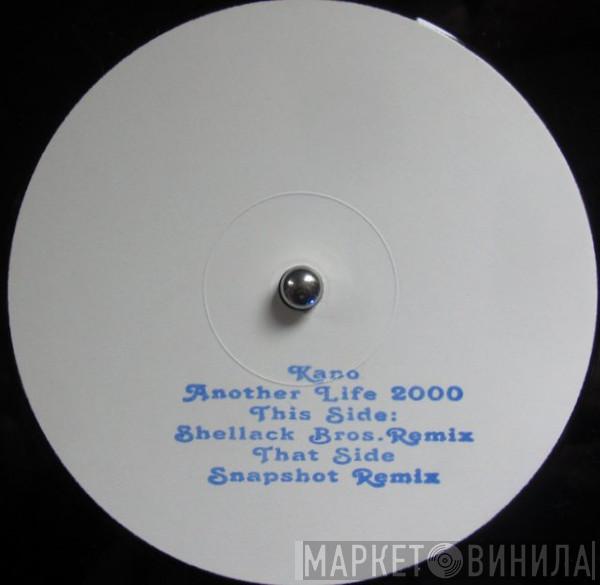 Kano
Another Life 2000
This Side:
Shellack Bros.Remix
That Side
Snapshot Remix
МАРКЕТ ВИНИЛА